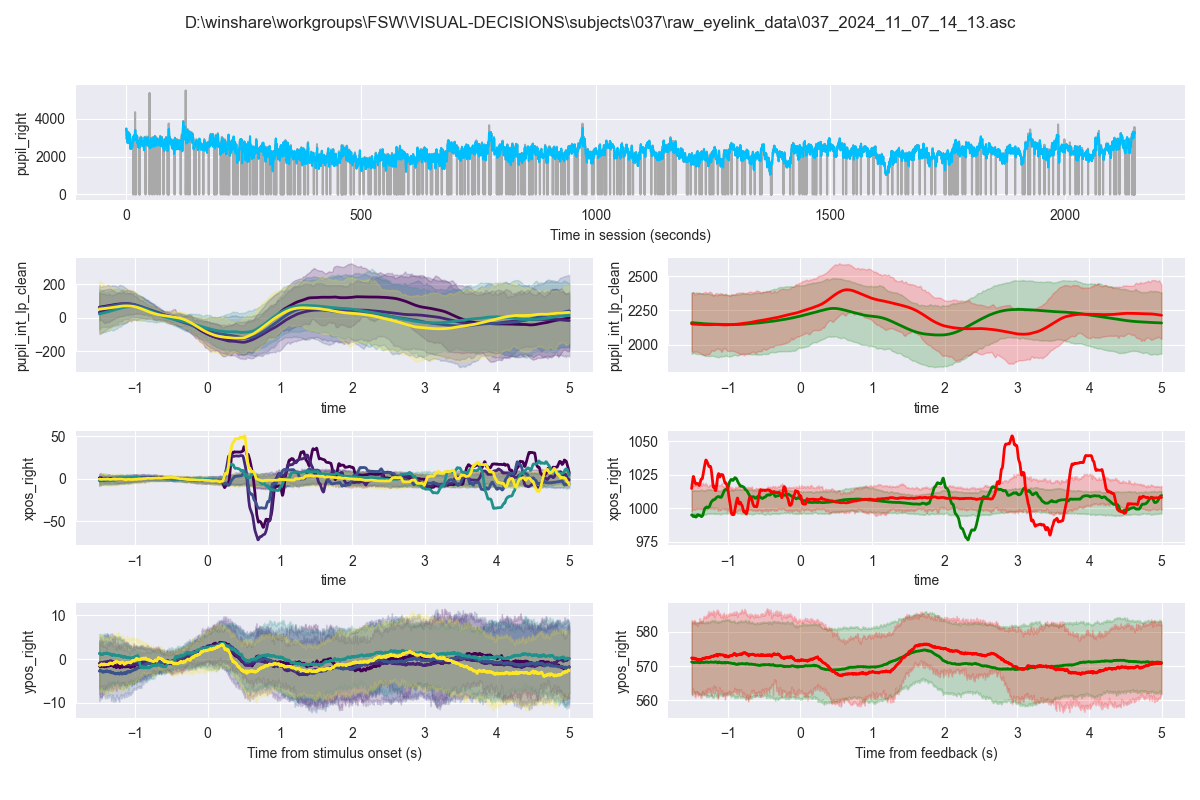 D:\winshare\workgroups\FSW\VISUAL-DECISIONS\subjects\037\raw_eyelink_data\037_2024_11_07_14_13.asc
pupil_right
4000
2000
0
0 500 1000 1500 2000
Time in session (seconds)
pupil_int_lp_clean
200
0
−200
−1 0 1 2 3 4 5
time
pupil_int_lp_clean
2500
2250
2000
−1 0 1 2 3 4 5
time
xpos_right
50
0
−50
−1 0 1 2 3 4 5
time
xpos_right
1050
1025
1000
975
−1 0 1 2 3 4 5
time
ypos_right
10
0
−10
−1 0 1 2 3 4 5
Time from stimulus onset (s)
ypos_right
580
570
560
−1 0 1 2 3 4 5
Time from feedback (s)